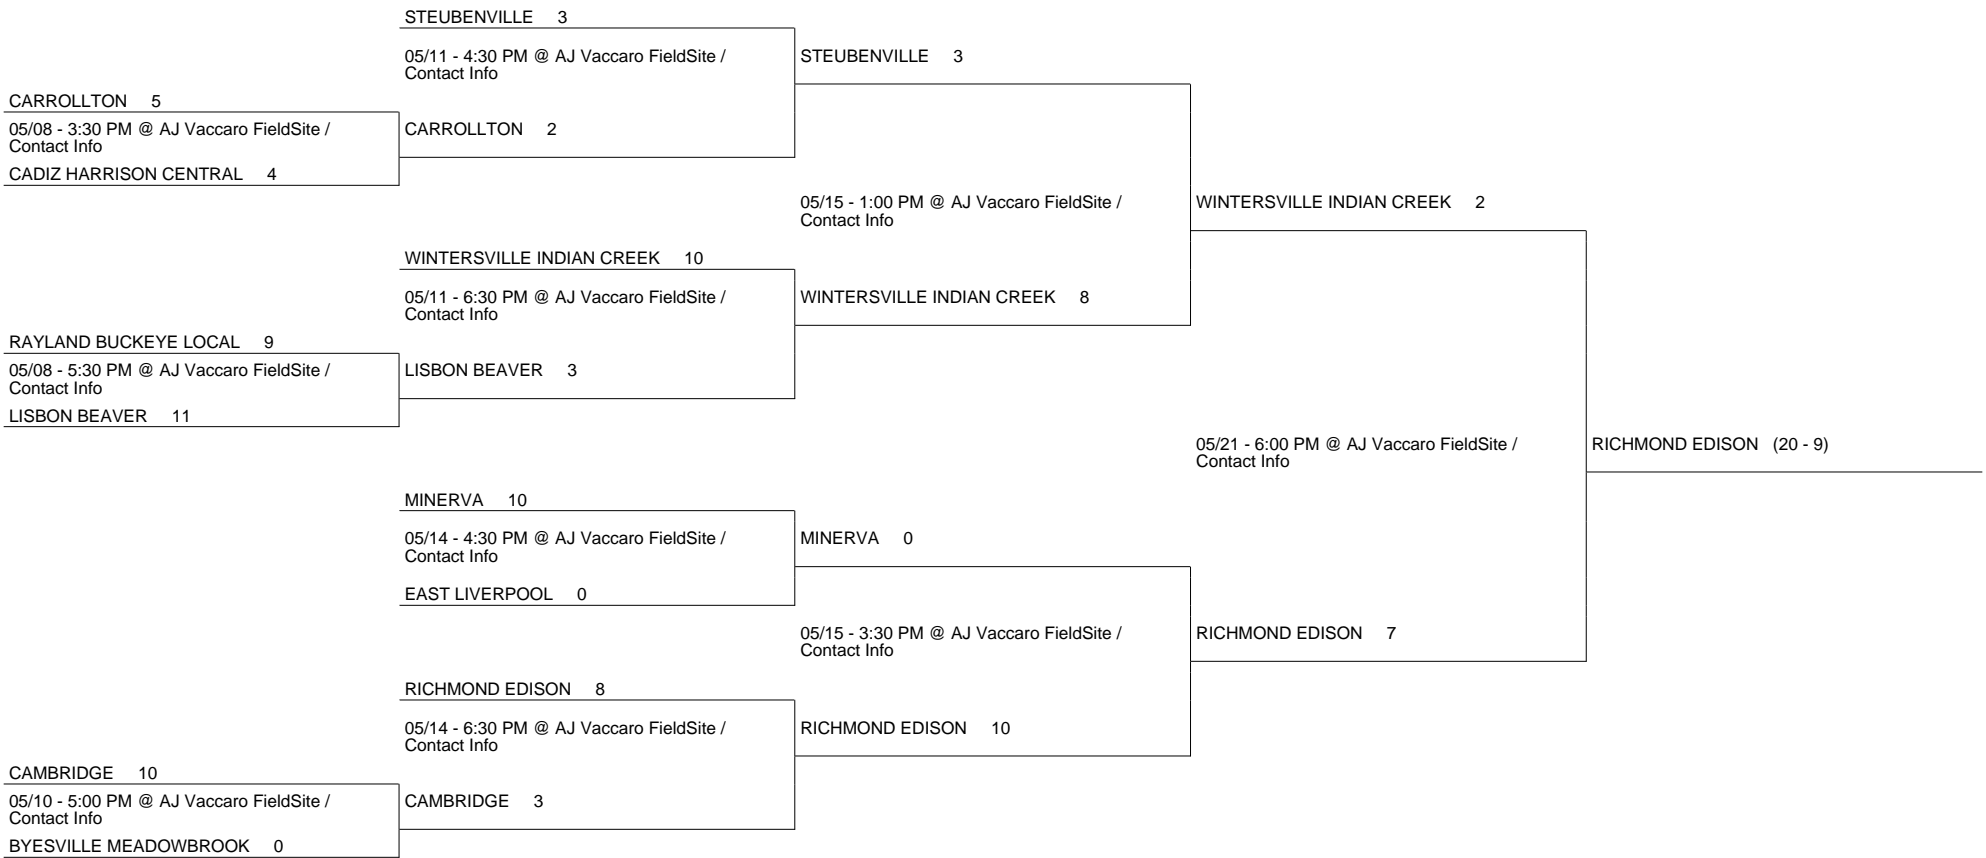 STEUBENVILLE 3
05/11 - 4:30 PM @ AJ Vaccaro FieldSite /
Contact Info
STEUBENVILLE 3
CARROLLTON 5
05/08 - 3:30 PM @ AJ Vaccaro FieldSite /
Contact Info
CARROLLTON 2
CADIZ HARRISON CENTRAL 4
05/15 - 1:00 PM @ AJ Vaccaro FieldSite /
Contact Info
WINTERSVILLE INDIAN CREEK 2
WINTERSVILLE INDIAN CREEK 10
05/11 - 6:30 PM @ AJ Vaccaro FieldSite /
Contact Info
WINTERSVILLE INDIAN CREEK 8
RAYLAND BUCKEYE LOCAL 9
05/08 - 5:30 PM @ AJ Vaccaro FieldSite /
Contact Info
LISBON BEAVER 3
LISBON BEAVER 11
05/21 - 6:00 PM @ AJ Vaccaro FieldSite /
Contact Info
RICHMOND EDISON (20 - 9)
MINERVA 10
05/14 - 4:30 PM @ AJ Vaccaro FieldSite /
Contact Info
MINERVA 0
EAST LIVERPOOL 0
05/15 - 3:30 PM @ AJ Vaccaro FieldSite /
Contact Info
RICHMOND EDISON 7
RICHMOND EDISON 8
05/14 - 6:30 PM @ AJ Vaccaro FieldSite /
Contact Info
RICHMOND EDISON 10
CAMBRIDGE 10
05/10 - 5:00 PM @ AJ Vaccaro FieldSite /
Contact Info
CAMBRIDGE 3
BYESVILLE MEADOWBROOK 0